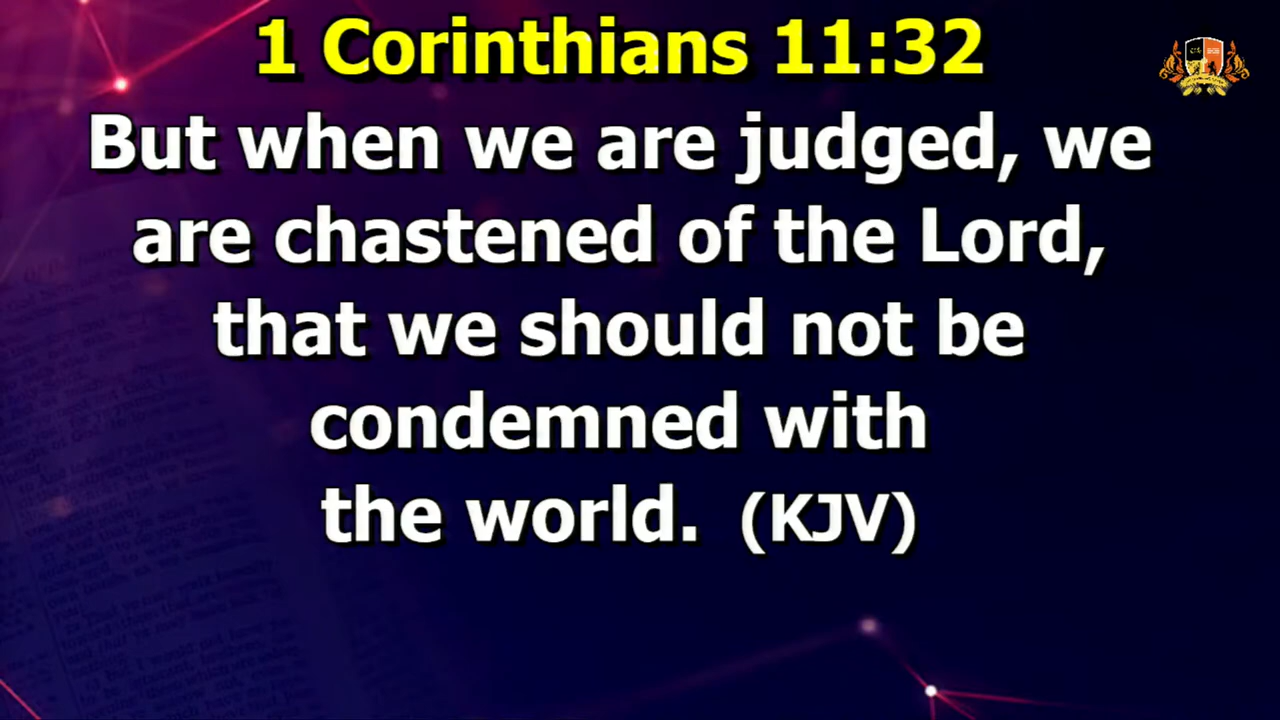 1 Corinthians 11:32
But when we are judged, we
are chastened of the Lord,
that we should not be
condemned with
the world. (KJV)